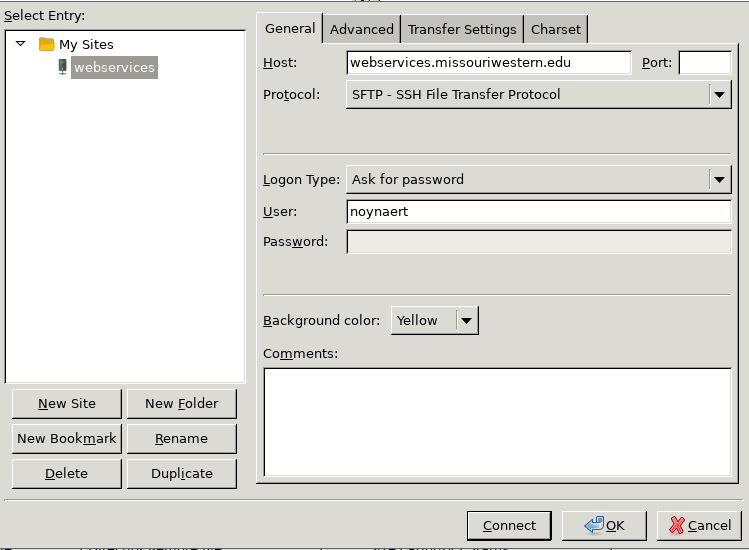 Select Entry:
My Sites
webservices
New Site
New Folder
New Bookmark
Rename
Delete
Duplicate
General
Advanced
Transfer Settings
Charset
Host:
webservices.missouriwestern.edu
Port:
Protocol:
SFTP - SSH File Transfer Protocol
Logon Type:
Ask for password
User:
noynaert
Password:
Background color:
Yellow
Comments:
Connect
OK
Cancel